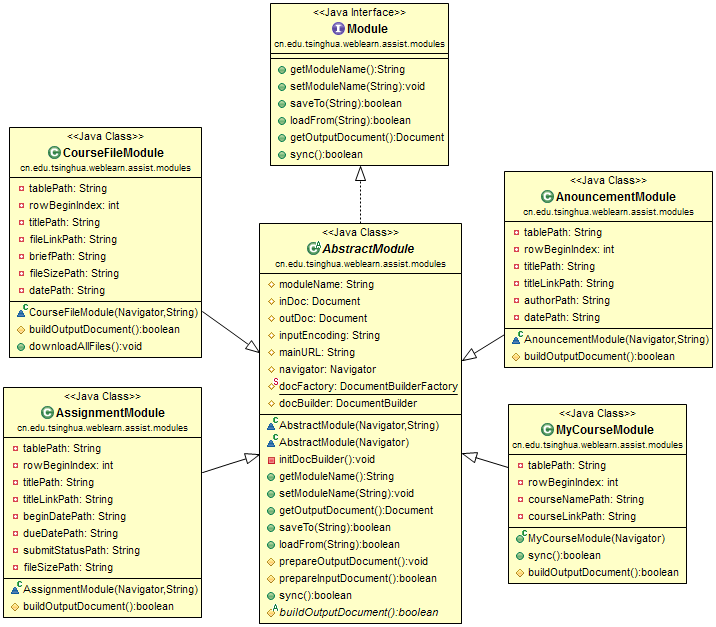 <<Java Interface>>
Module
cn.edu.tsinghua.weblearn.assist.modules
getModuleName():String
setModuleName(String):void
saveTo(String):boolean
loadFrom(String):boolean
getOutputDocument():Document
sync():boolean
<<Java Class>>
CourseFileModule
cn.edu.tsinghua.weblearn.assist.modules
tablePath: String
rowBeginIndex: int
titlePath: String
fileLinkPath: String
briefPath: String
fileSizePath: String
datePath: String
CourseFileModule(Navigator,String)
buildOutputDocument():boolean
downloadAllFiles():void
<<Java Class>>
AssignmentModule
cn.edu.tsinghua.weblearn.assist.modules
tablePath: String
rowBeginIndex: int
titlePath: String
titleLinkPath: String
beginDatePath: String
dueDatePath: String
submitStatusPath: String
fileSizePath: String
AssignmentModule(Navigator,String)
buildOutputDocument():boolean
<<Java Class>>
AbstractModule
cn.edu.tsinghua.weblearn.assist.modules
moduleName: String
inDoc: Document
outDoc: Document
inputEncoding: String
mainURL: String
navigator: Navigator
docFactory: DocumentBuilderFactory
docBuilder: DocumentBuilder
AbstractModule(Navigator,String)
AbstractModule(Navigator)
initDocBuilder():void
getModuleName():String
setModuleName(String):void
getOutputDocument():Document
saveTo(String):boolean
loadFrom(String):boolean
prepareOutputDocument():void
prepareInputDocument():boolean
sync():boolean
buildOutputDocument():boolean
<<Java Class>>
AnouncementModule
cn.edu.tsinghua.weblearn.assist.modules
tablePath: String
rowBeginIndex: int
titlePath: String
titleLinkPath: String
authorPath: String
datePath: String
AnouncementModule(Navigator,String)
buildOutputDocument():boolean
<<Java Class>>
MyCourseModule
cn.edu.tsinghua.weblearn.assist.modules
tablePath: String
rowBeginIndex: int
courseNamePath: String
courseLinkPath: String
MyCourseModule(Navigator)
sync():boolean
buildOutputDocument():boolean